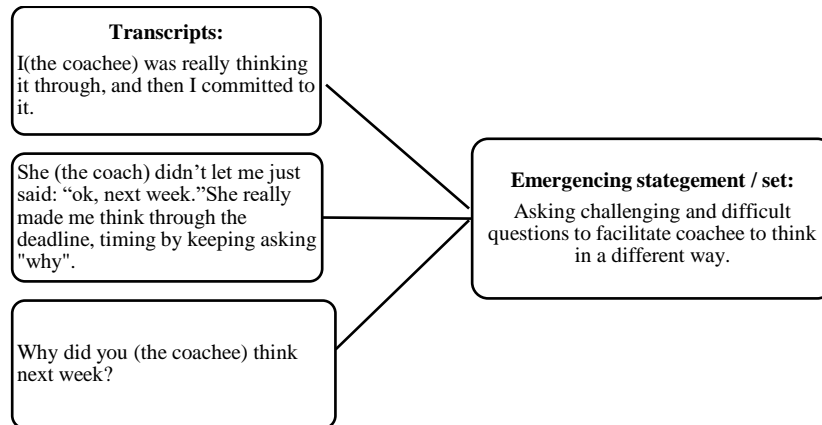 Transcripts:
I(the coachee) was really thinking
it through, and then I committed to
it.
She (the coach) didn’t let me just
said: “ok, next week.”She really
made me think through the
deadline, timing by keeping asking
"why".
Why did you (the coachee) think
next week?
Emergencing stategement / set:
Asking challenging and difficult
questions to facilitate coachee to think
in a different way.